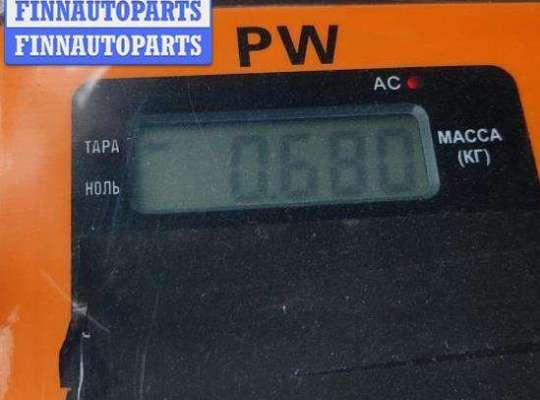 FINNAUTOPARTS
FINNAUTOPARTS
PW
AC
ТАРА
0.680
МАССА
(КГ)
НОЛЬ